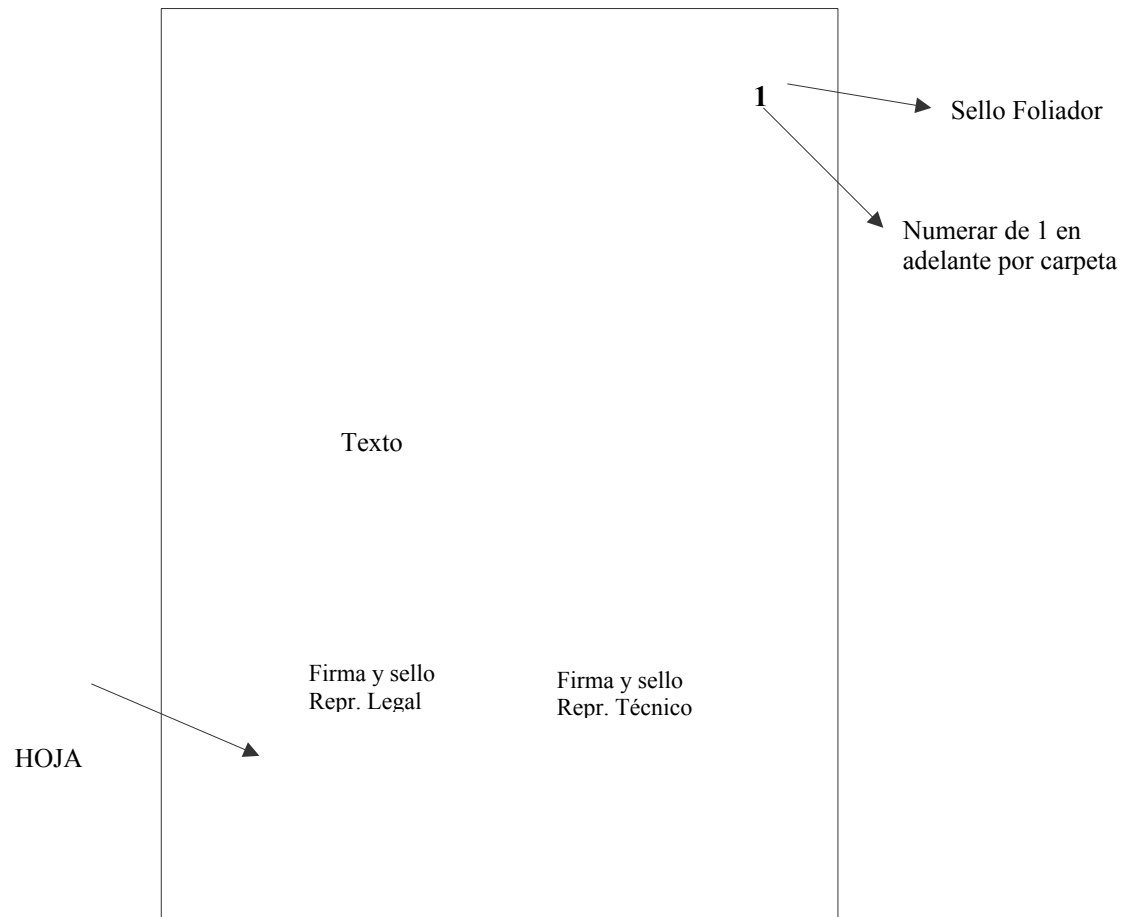 1
Sello Foliador
Numerar de 1 en
adelante por carpeta
Texto
Firma y sello
Repr. Legal
Firma y sello
Repr. Técnico
HOJA